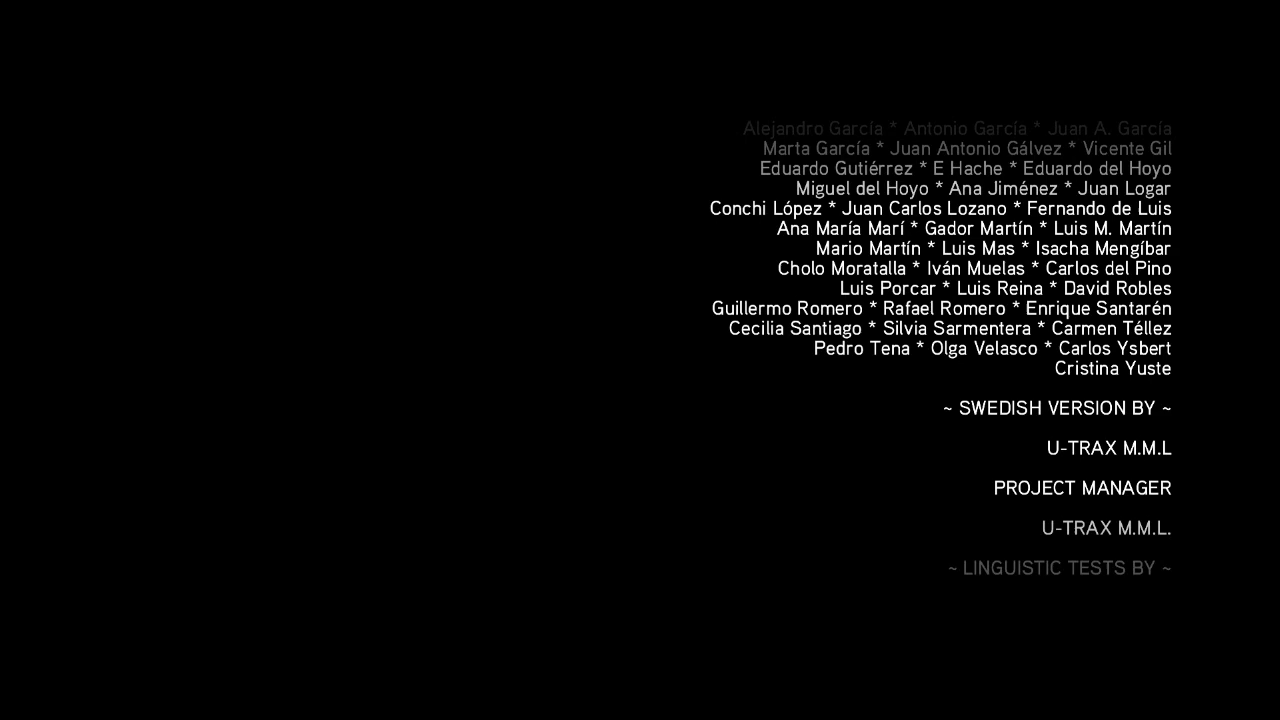 Alejandro García * Antonio García * Juan A. García
Marta García * Juan Antonio Gálvez * Vicente Gil
Eduardo Gutiérrez * E Hache * Eduardo del Hoyo
Miguel del Hoyo * Ana Jiménez * Juan Logar
Conchi López * Juan Carlos Lozano * Fernando de Luis
Ana María Marí * Gador Martín * Luis M. Martín
Mario Martín * Luis Mas * Isacha Mengíbar
Cholo Moratalla * Iván Muelas * Carlos del Pino
Luis Porcar * Luis Reina * David Robles
Guillermo Romero * Rafael Romero * Enrique Santarén
Cecilia Santiago * Silvia Sarmentera * Carmen Téllez
Pedro Tena * Olga Velasco * Carlos Ysbert
Cristina Yuste
~ SWEDISH VERSION BY ~
U-TRAX M.M.L
PROJECT MANAGER
U-TRAX M.M.L.
~ LINGUISTIC TESTS BY ~